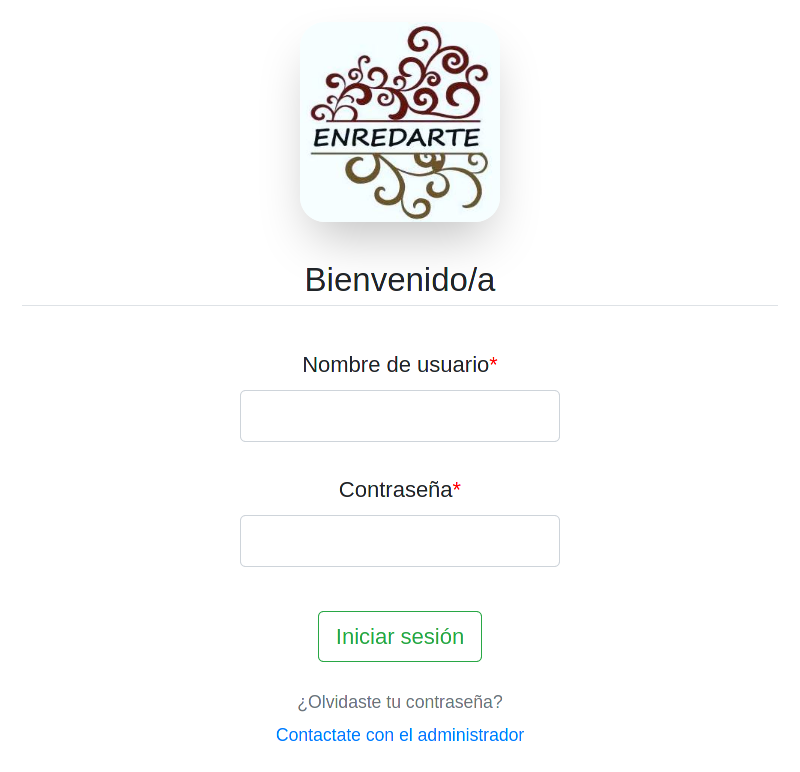 ENREDARTE
Bienvenido/a
Nombre de usuario*
Contraseña*
Iniciar sesión
¿Olvidaste tu contraseña?
Contactate con el administrador